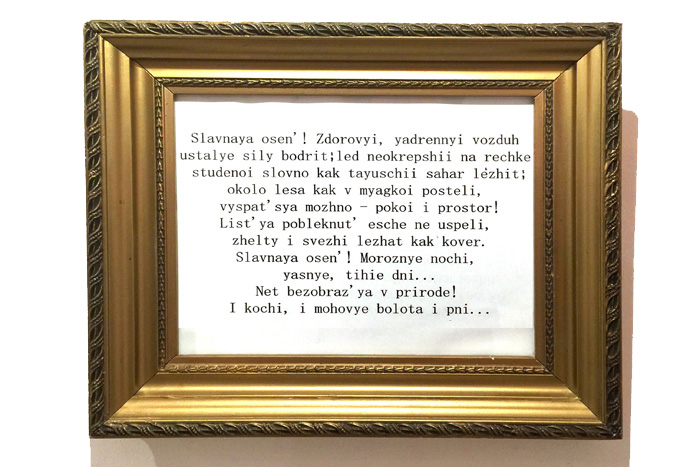 Slavnaya osen'! Zdorovyi, yadrennyi vozduh
ustalye sily bodrit;led neokrepshii na rechke
studenoi slovno kak tayuschii sahar lezhit;
okolo lesa kak v myagkoi posteli,
vyspat'sya mozhno – pokoi i prostor!
List'ya pobleknut' esche ne uspeli,
zhelty i svezhi lezhat kak kover.
Slavnaya osen'! Moroznye nochi,
yasnye, tihie dni...
Net bezobraz'ya v prirode!
I kochi, i mohovye bolota i pni...